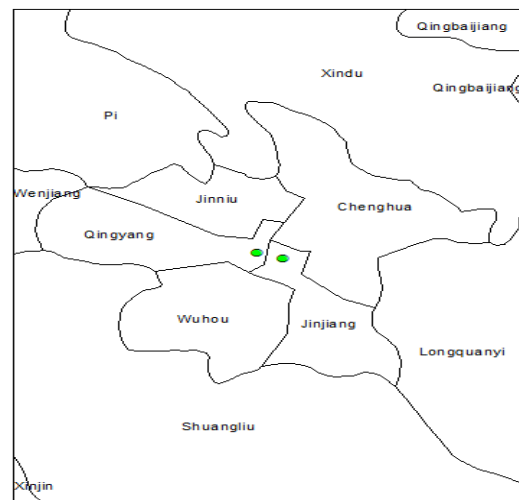 Qingbaijiang
Xindu
Qingbaijiang
Pi
Wenjiang
Jinniu
Chenghua
Qingyang
Wuhou
Jinjiang
Longquanyi
Shuangliu
Xinjin